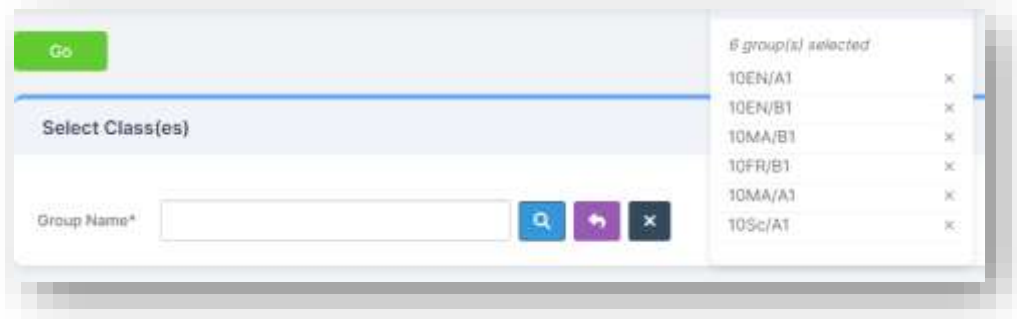 Go
Select Class(es)
Group Name*
6 group(s) selected
10EN/A1
10EN/B1
10MA/B1
10FR/B1
10MA/A1
10Sc/A1